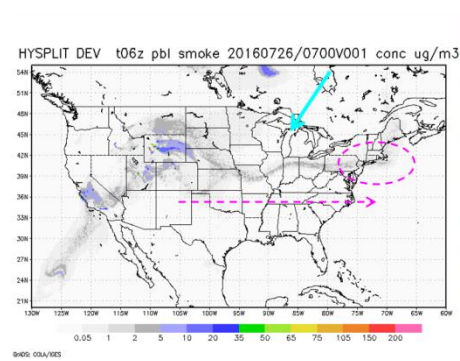 HYSPLIT DEV t06z pbl smoke 20160726/0700V001 conc ug/m3
54N
51N
48N
45N
42N
39N
36N
33N
30N
27N
24N
21N
130W 125W 120W 115W 110W 105W 100W 95W 90W 85W 80W 75W 70W 65W 60W
0.05 1 2 5 10 20 35 50 65 75 105 150 200
GrADS: COLA/IGES